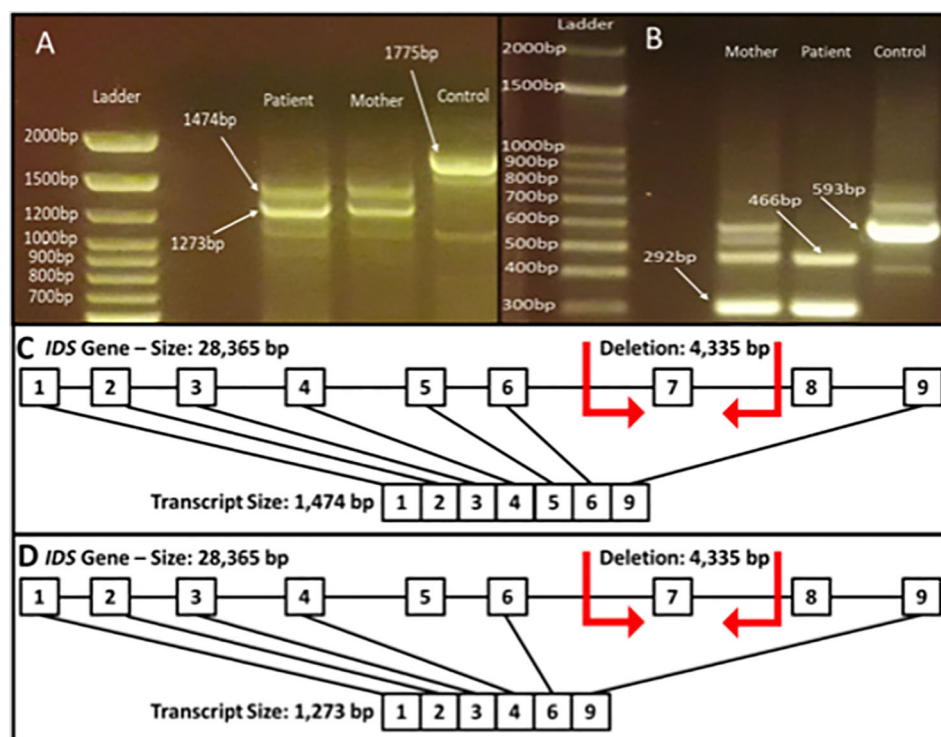 A
Ladder
Patient
Mother
Control
1775bp
1474bp
1273bp
2000bp
1500bp
1200bp
1000bp
900bp
800bp
700bp
B
Ladder
Mother
Patient
Control
2000bp
1500bp
1000bp
900bp
800bp
700bp
600bp
500bp
400bp
300bp
593bp
466bp
292bp
C IDS Gene – Size: 28,365 bp Deletion: 4,335 bp
1 2 3 4 5 6 7 8 9
Transcript Size: 1,474 bp 1 2 3 4 5 6 9
D IDS Gene – Size: 28,365 bp Deletion: 4,335 bp
1 2 3 4 5 6 7 8 9
Transcript Size: 1,273 bp 1 2 3 4 6 9